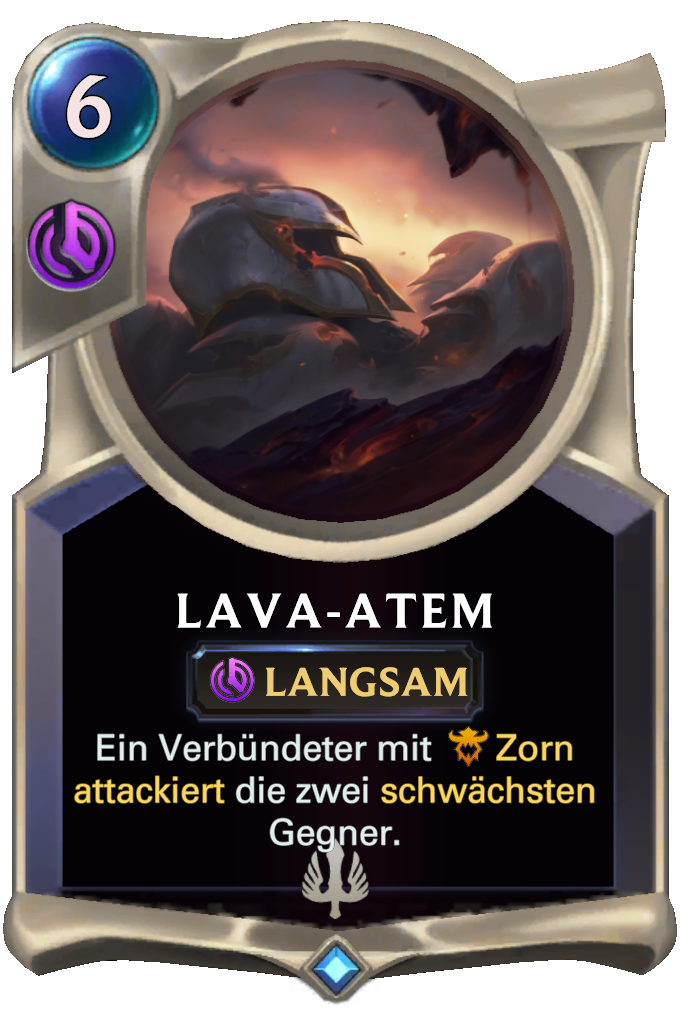 6
LAVA-ATEM
LANGSAM
Ein Verbündeter mit Zorn
attackiert die zwei schwächsten
Gegner.